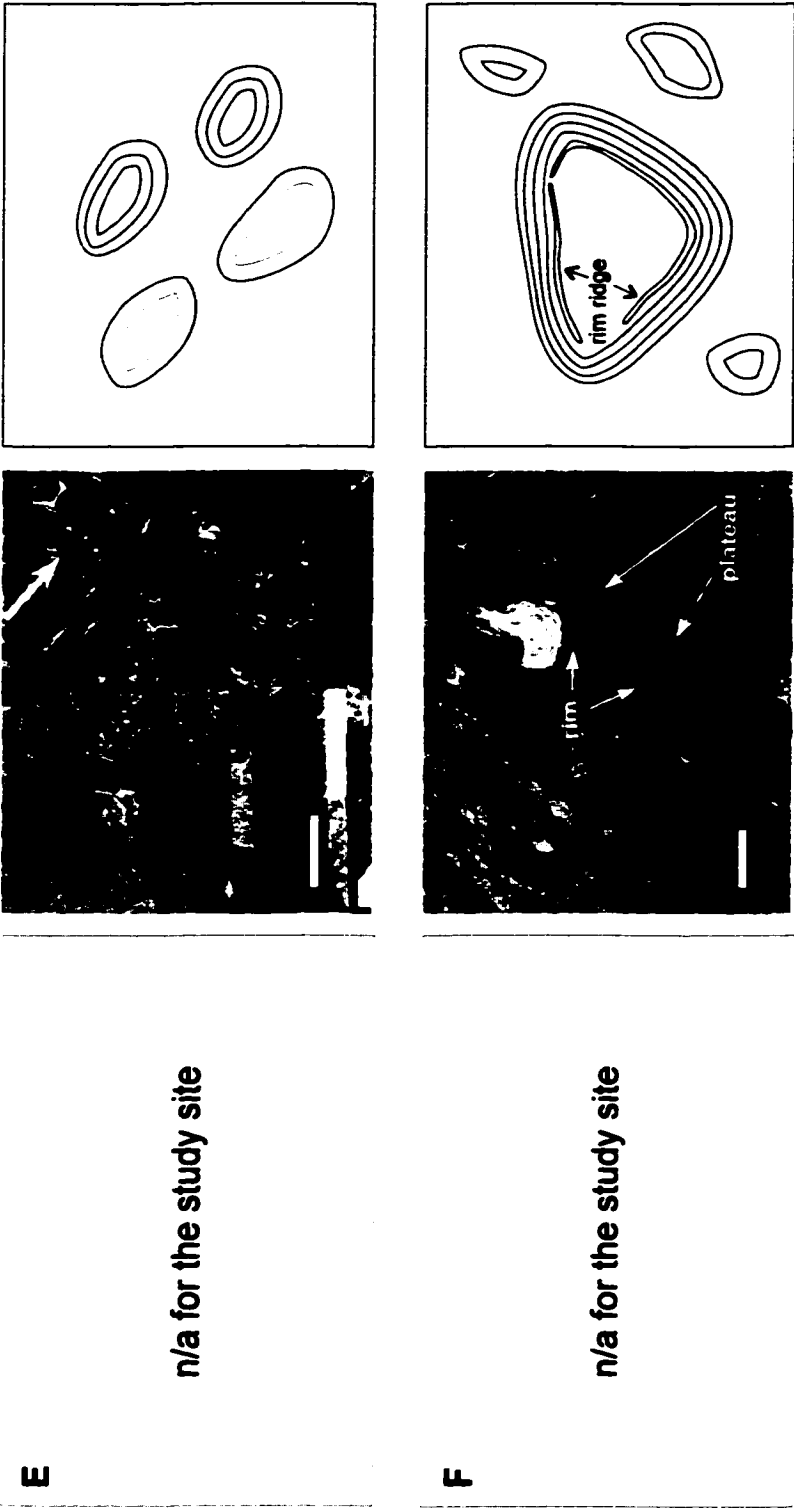 E
n/a for the study site
F
n/a for the study site
rim
plateau
rim ridge